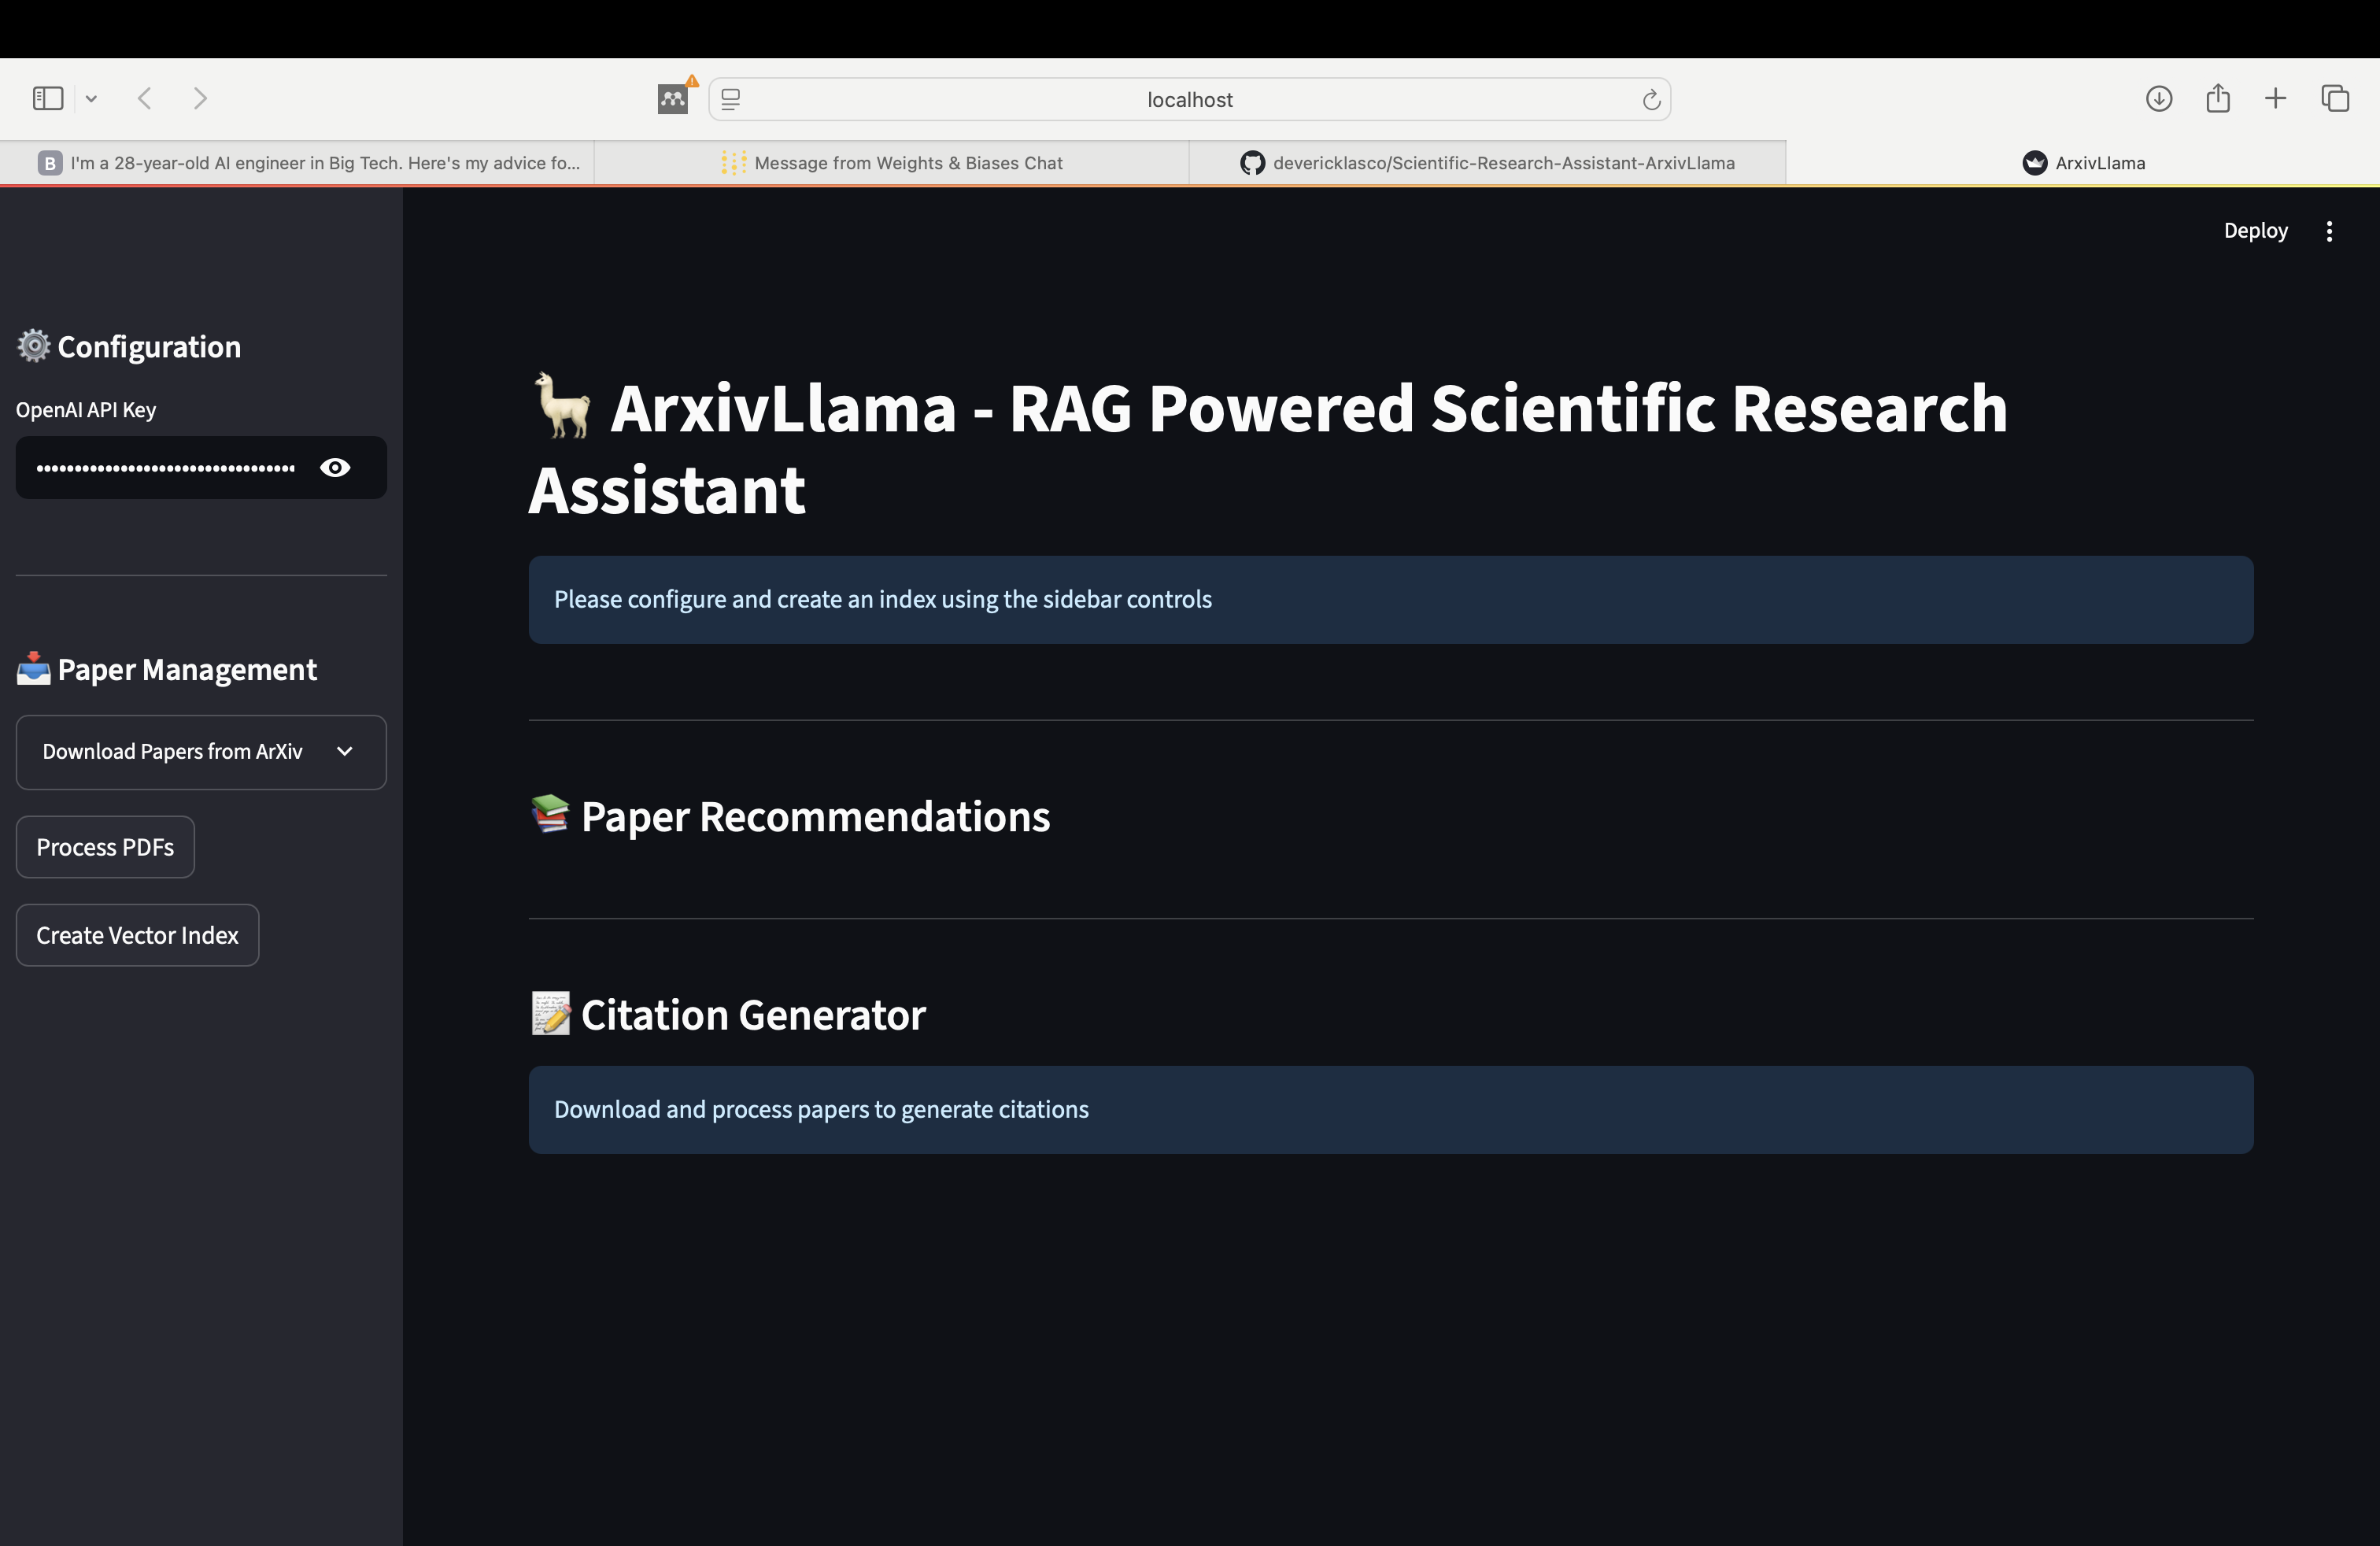 localhost
B I'm a 28-year-old AI engineer in Big Tech. Here's my advice fo...
Message from Weights & Biases Chat
devericklasco/Scientific-Research-Assistant-ArxivLlama
ArxivLlama
Deploy
Configuration
OpenAI API Key
••••••••••••••••••••••••••••••••••
Paper Management
Download Papers from ArXiv
Process PDFs
Create Vector Index
ArxivLlama - RAG Powered Scientific Research
Assistant
Please configure and create an index using the sidebar controls
Paper Recommendations
Citation Generator
Download and process papers to generate citations